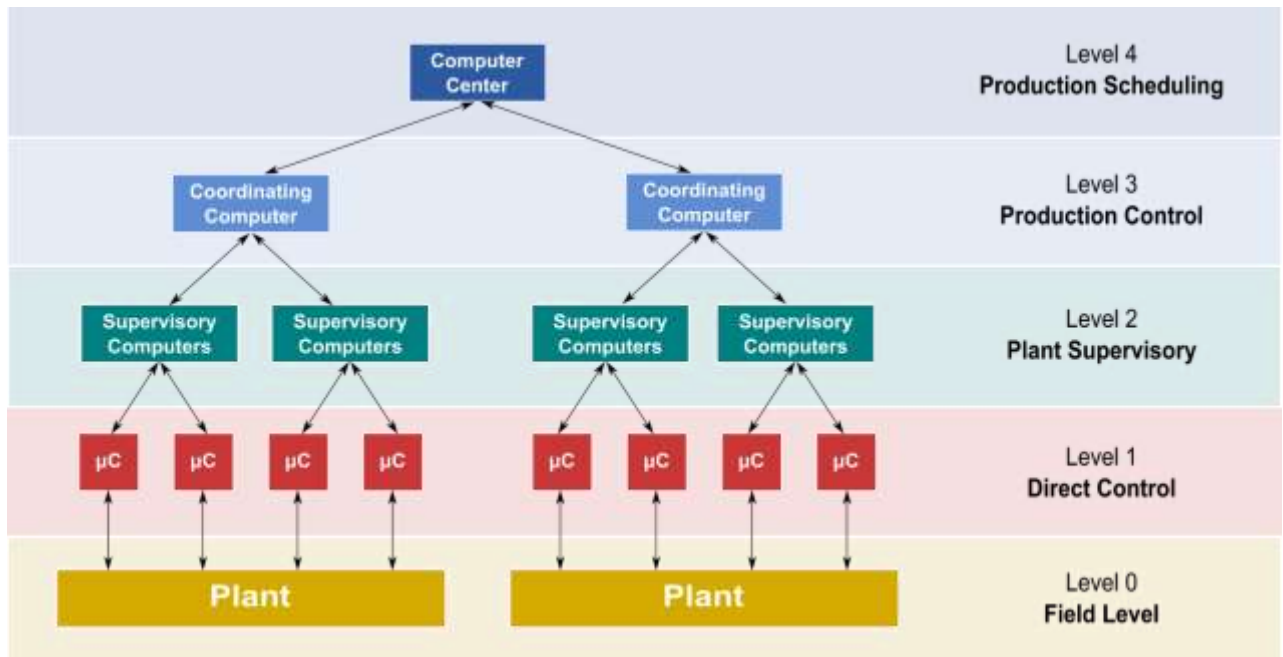 Computer
Center
Level 4
Production Scheduling
Coordinating
Computer
Coordinating
Computer
Level 3
Production Control
Supervisory
Computers
Supervisory
Computers
Supervisory
Computers
Supervisory
Computers
Level 2
Plant Supervisory
µC
µC
µC
µC
µC
µC
µC
µC
Level 1
Direct Control
Plant
Plant
Level 0
Field Level